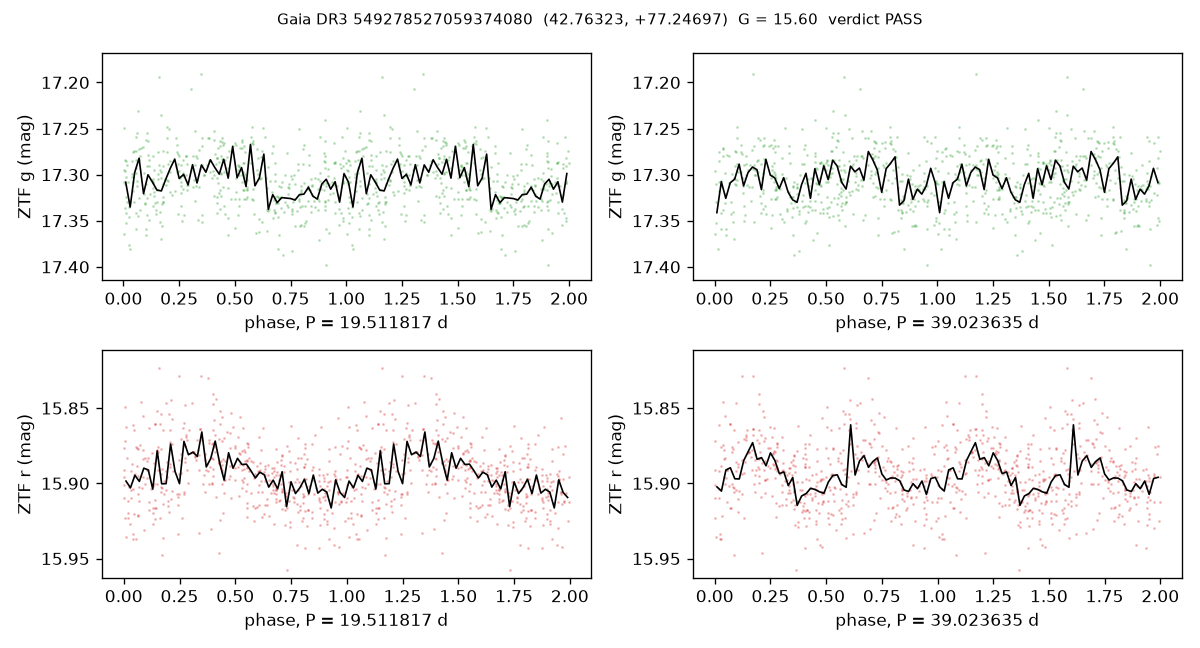 Gaia DR3 549278527059374080 (42.76323, +77.24697) G = 15.60 verdict PASS
ZTF g (mag)
17.20
17.25
17.30
17.35
17.40
0.00 0.25 0.50 0.75 1.00 1.25 1.50 1.75 2.00
phase, P = 19.511817 d
ZTF g (mag)
17.20
17.25
17.30
17.35
17.40
0.00 0.25 0.50 0.75 1.00 1.25 1.50 1.75 2.00
phase, P = 39.023635 d
ZTF r (mag)
15.85
15.90
15.95
0.00 0.25 0.50 0.75 1.00 1.25 1.50 1.75 2.00
phase, P = 19.511817 d
ZTF r (mag)
15.85
15.90
15.95
0.00 0.25 0.50 0.75 1.00 1.25 1.50 1.75 2.00
phase, P = 39.023635 d